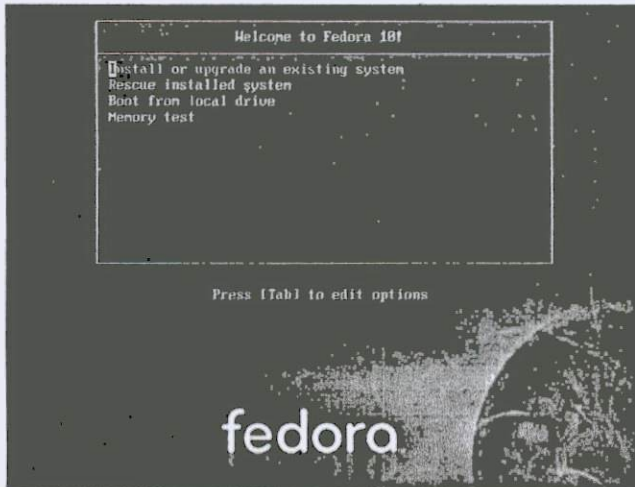 Welcome to Fedora 10!
Install or upgrade an existing system
Rescue installed system
Boot from local drive
Memory test
Press [Tab] to edit options
fedora